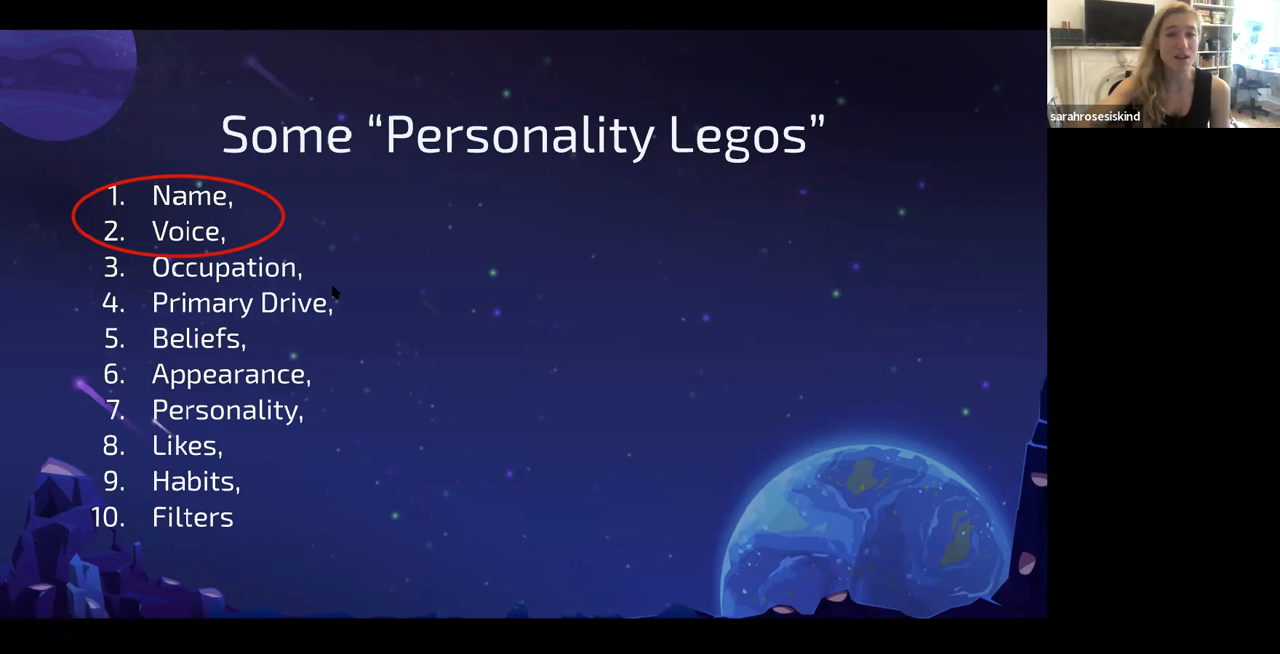 Some “Personality Legos”
1. Name,
2. Voice,
3. Occupation,
4. Primary Drive,
5. Beliefs,
6. Appearance,
7. Personality,
8. Likes,
9. Habits,
10. Filters
sarahrosesiskind